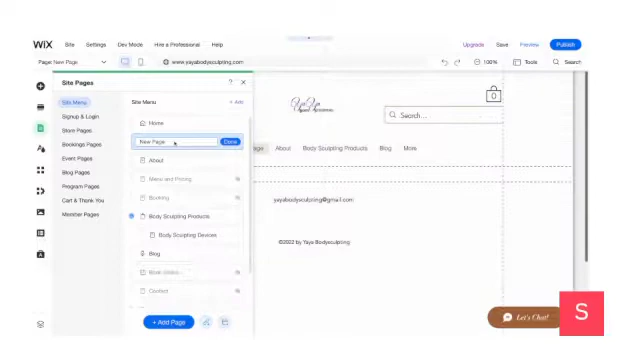 WIX Site Settings Dev Mode Hire a Professional Help Upgrade Save Preview Publish
Page: New Page www.yayabodysculpting.com 100% Tools Search
Site Pages ? ×
Site Menu
Signup & Login
Store Pages
Bookings Pages
Event Pages
Blog Pages
Program Pages
Cart & Thank You
Member Pages
Site Menu + Add
Home
New Page Done
About
Menu and Pricing
Booking
Body Sculpting Products
Body Sculpting Devices
Blog
Book Online
Contact
+ Add Page
0
Search...
age About Body Sculpting Products Blog More
yayabodysculpting@gmail.com
©2022 by Yaya Bodysculpting
Let's Chat!
S